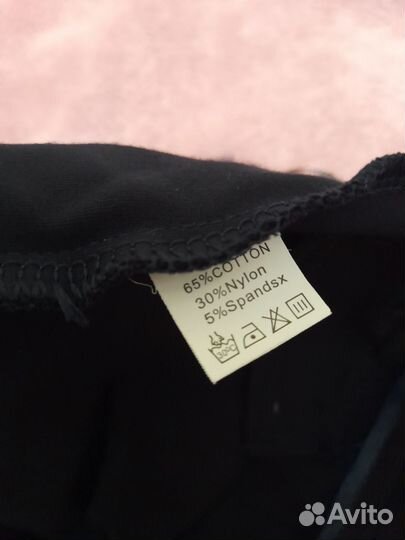 65%COTTON
30%Nylon
5%Spandsx
30°C
Avito